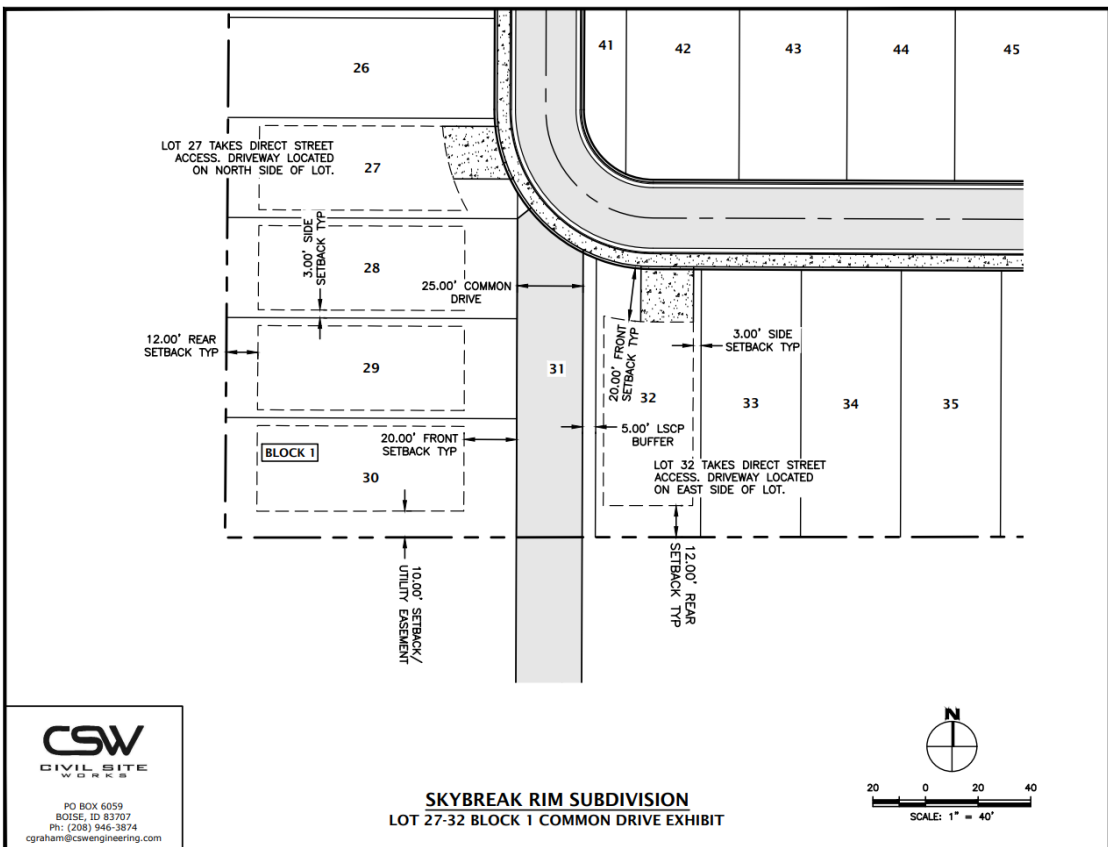 41
42
43
44
45
26
LOT 27 TAKES DIRECT STREET
ACCESS. DRIVEWAY LOCATED
ON NORTH SIDE OF LOT.
27
3.00' SIDE
SETBACK TYP
28
25.00' COMMON
DRIVE
12.00' REAR
SETBACK TYP
29
31
20.00' FRONT
SETBACK TYP
3.00' SIDE
SETBACK TYP
32
33
34
35
BLOCK 1
20.00' FRONT
SETBACK TYP
5.00' LSCP
BUFFER
30
LOT 32 TAKES DIRECT STREET
ACCESS. DRIVEWAY LOCATED
ON EAST SIDE OF LOT.
10.00' SETBACK/
UTILITY EASEMENT
12.00' REAR
SETBACK TYP
CSW
CIVIL SITE
WORKS
PO BOX 6059
BOISE, ID 83707
Ph: (208) 946-3874
cgraham@cswengineering.com
SKYBREAK RIM SUBDIVISION
LOT 27-32 BLOCK 1 COMMON DRIVE EXHIBIT
N
20 0 20 40
SCALE: 1" = 40'